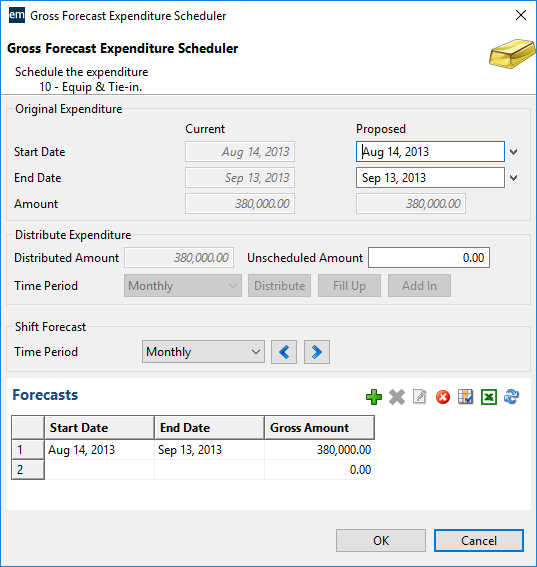 em Gross Forecast Expenditure Scheduler
Gross Forecast Expenditure Scheduler
Schedule the expenditure
10 - Equip & Tie-in.
Original Expenditure
Current Proposed
Start Date Aug 14, 2013 Aug 14, 2013
End Date Sep 13, 2013 Sep 13, 2013
Amount 380,000.00 380,000.00
Distribute Expenditure
Distributed Amount 380,000.00 Unscheduled Amount 0.00
Time Period Monthly Distribute Fill Up Add In
Shift Forecast
Time Period Monthly
Forecasts
Start Date End Date Gross Amount
1 Aug 14, 2013 Sep 13, 2013 380,000.00
2 0.00
OK Cancel